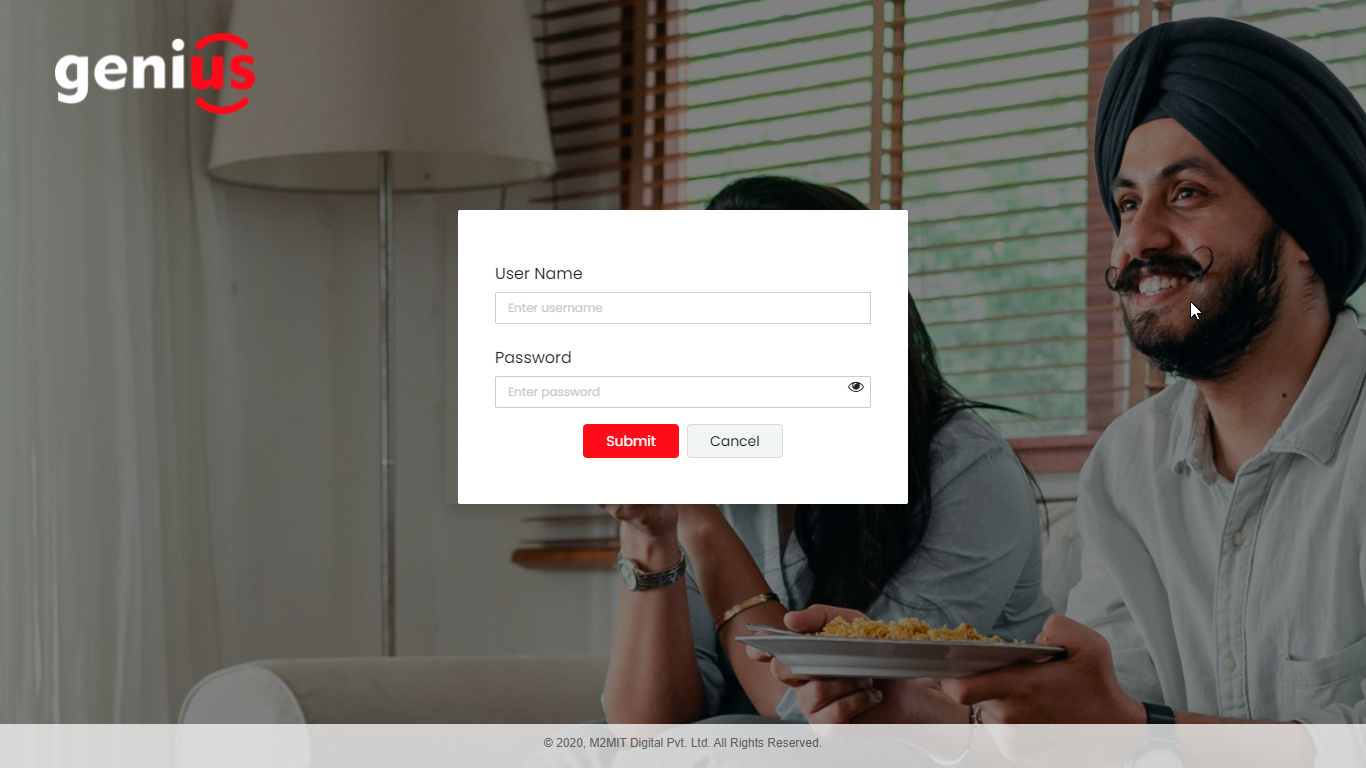 genius
User Name
Enter username
Password
Enter password
Submit
Cancel
© 2020, M2MIT Digital Pvt. Ltd. All Rights Reserved.